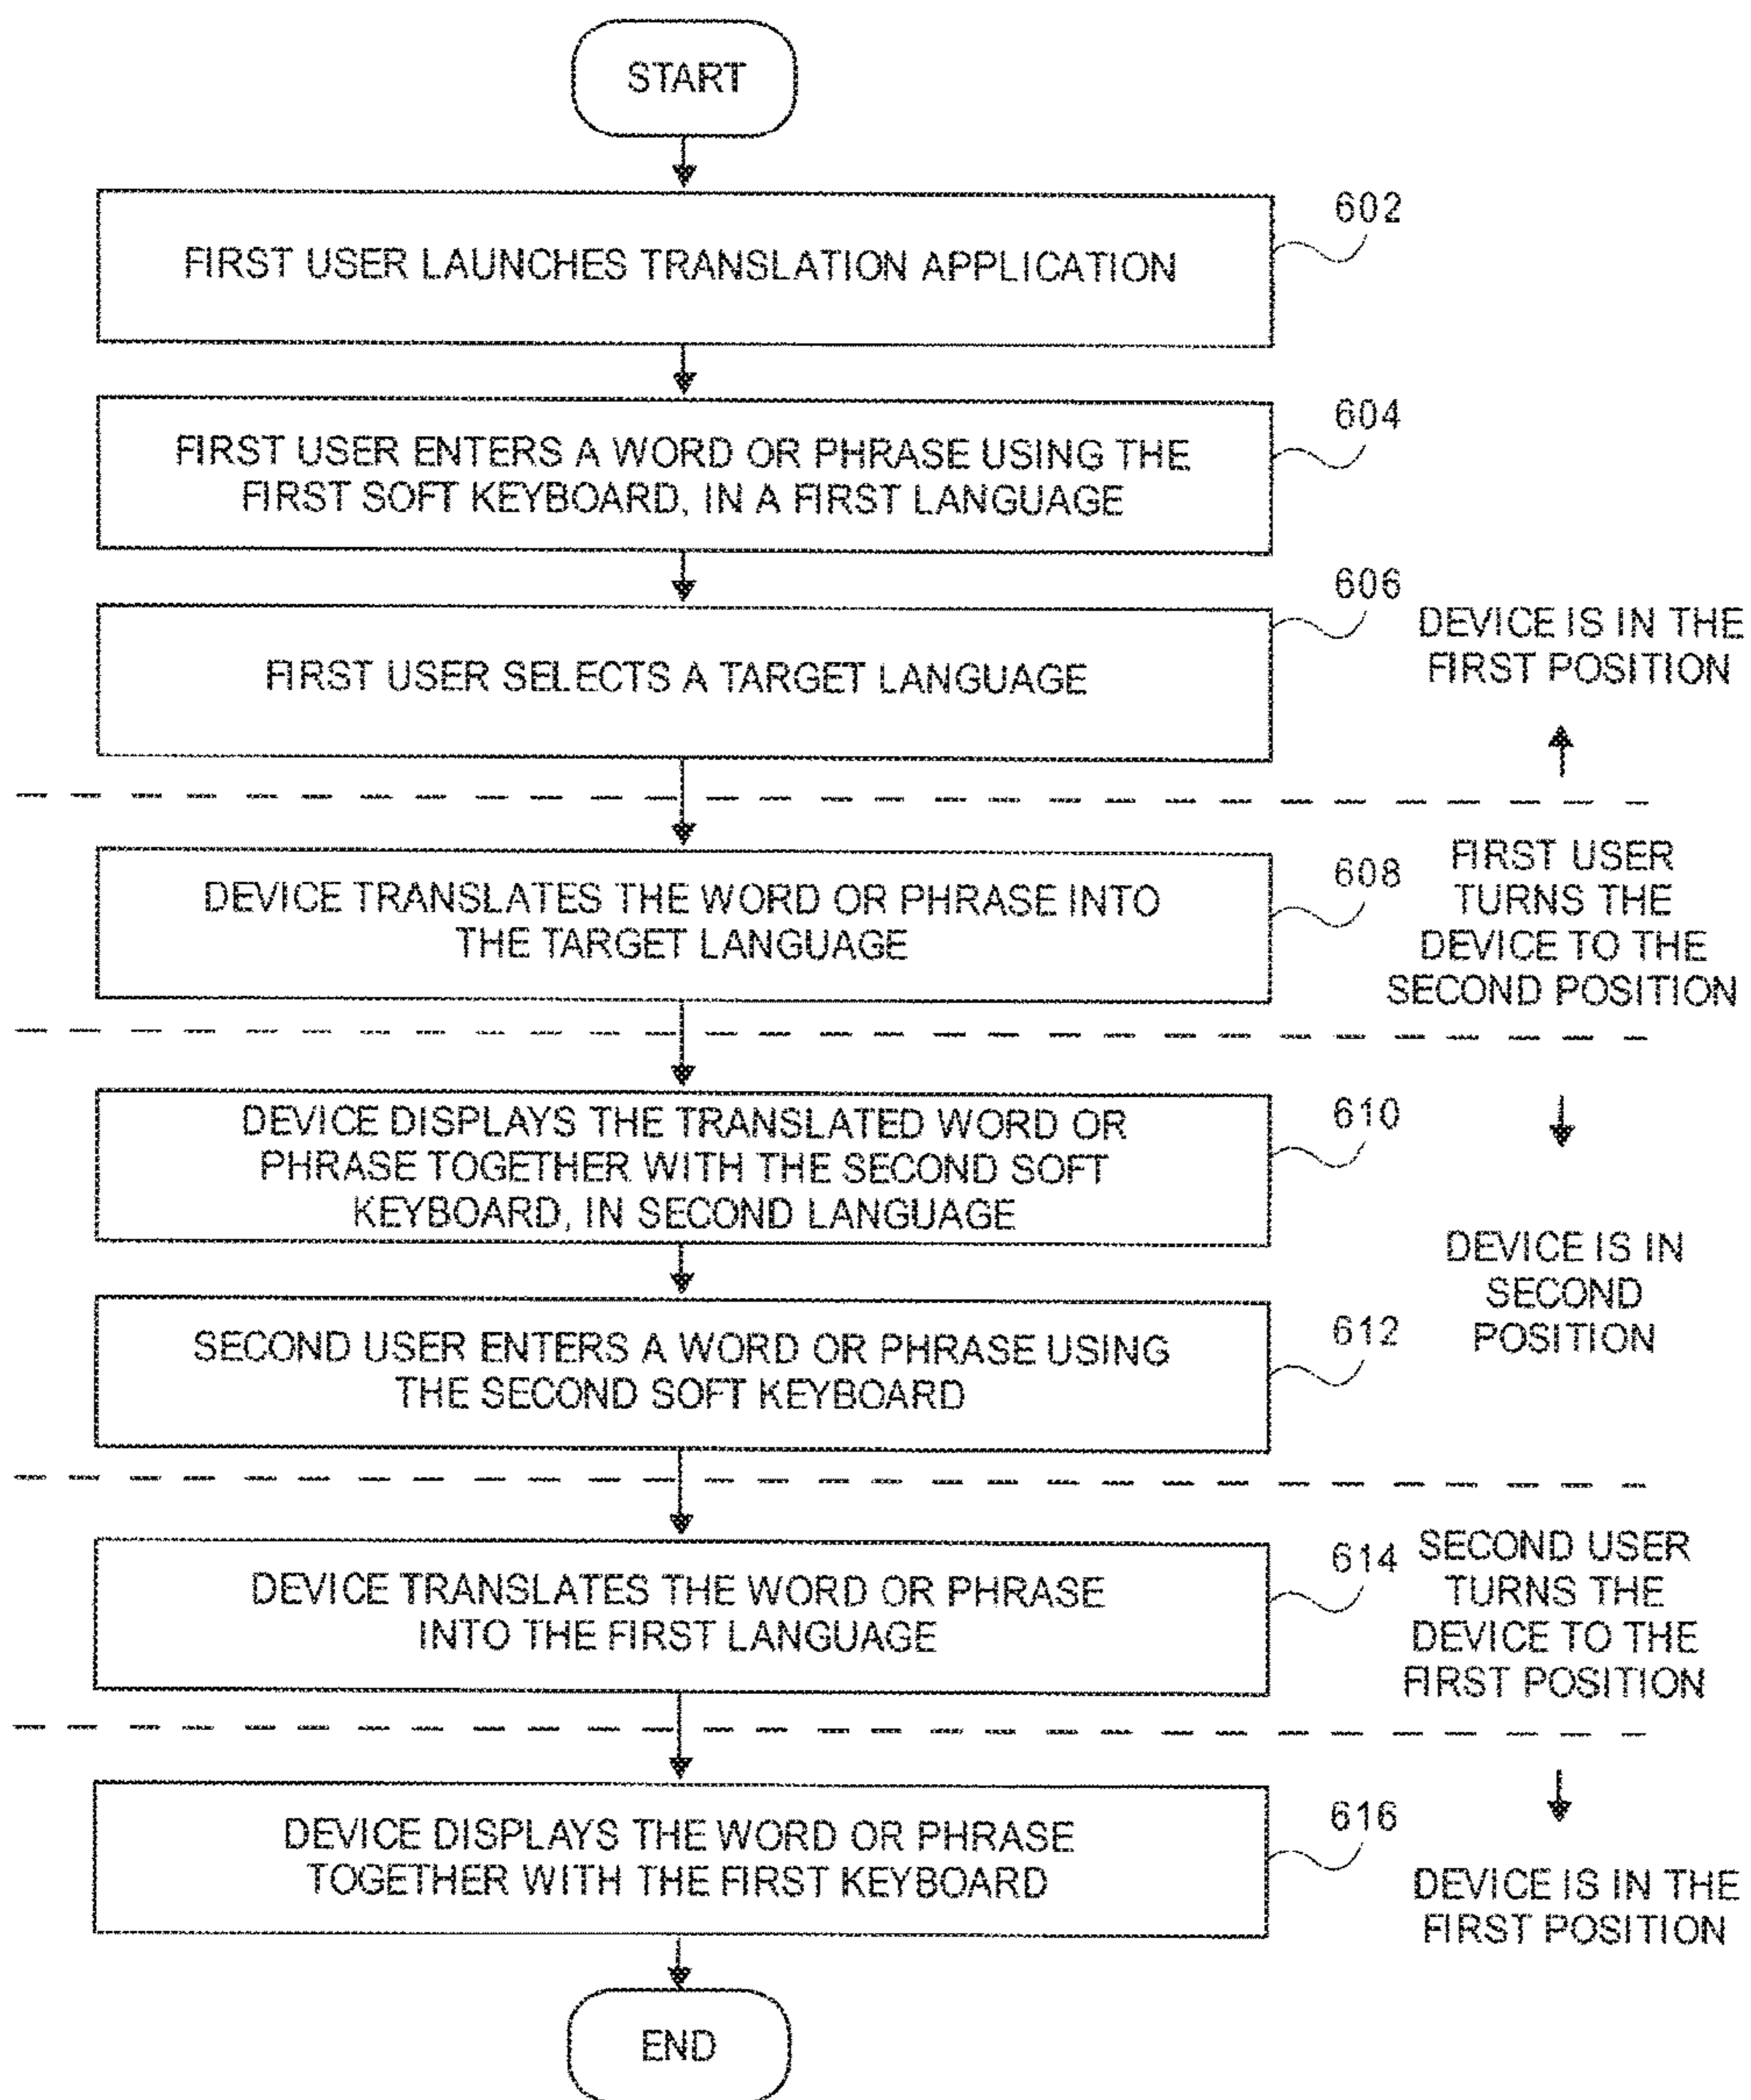 START
602
FIRST USER LAUNCHES TRANSLATION APPLICATION
604
FIRST USER ENTERS A WORD OR PHRASE USING THE
FIRST SOFT KEYBOARD, IN A FIRST LANGUAGE
606
FIRST USER SELECTS A TARGET LANGUAGE
DEVICE IS IN THE
FIRST POSITION
608
DEVICE TRANSLATES THE WORD OR PHRASE INTO
THE TARGET LANGUAGE
FIRST USER
TURNS THE
DEVICE TO THE
SECOND POSITION
610
DEVICE DISPLAYS THE TRANSLATED WORD OR
PHRASE TOGETHER WITH THE SECOND SOFT
KEYBOARD, IN SECOND LANGUAGE
DEVICE IS IN
SECOND
POSITION
612
SECOND USER ENTERS A WORD OR PHRASE USING
THE SECOND SOFT KEYBOARD
614
DEVICE TRANSLATES THE WORD OR PHRASE
INTO THE FIRST LANGUAGE
SECOND USER
TURNS THE
DEVICE TO THE
FIRST POSITION
616
DEVICE DISPLAYS THE WORD OR PHRASE
TOGETHER WITH THE FIRST KEYBOARD
DEVICE IS IN THE
FIRST POSITION
END